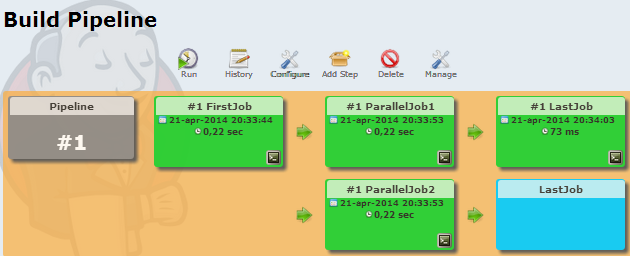 Build Pipeline
Run History Configure Add Step Delete Manage
Pipeline
#1
#1 FirstJob
21-apr-2014 20:33:44
0,22 sec
#1 ParallelJob1
21-apr-2014 20:33:53
0,22 sec
#1 LastJob
21-apr-2014 20:34:03
73 ms
#1 ParallelJob2
21-apr-2014 20:33:53
0,22 sec
LastJob